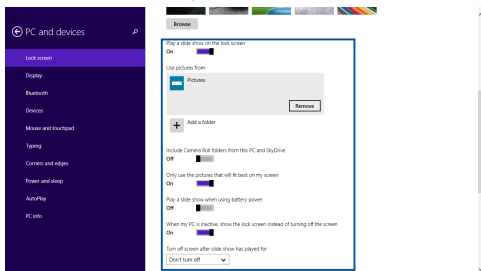 PC and devices
Lock screen
Display
Bluetooth
Devices
Mouse and touchpad
Typing
Corners and edges
Power and sleep
AutoPlay
PC info
Browse
Play a slide show on the lock screen
On
Use pictures from
Pictures
Remove
Add a folder
Include Camera Roll folders from this PC and SkyDrive
Off
Only use the pictures that will fit best on my screen
On
Play a slide show when using battery power
Off
When my PC is inactive, show the lock screen instead of turning off the screen
On
Turn off screen after slide show has played for
Don't turn off